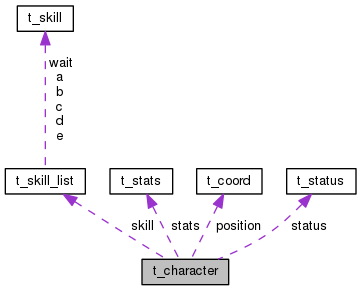 t_skill
wait
a
b
c
d
e
t_skill_list
t_stats
t_coord
t_status
skill
stats
position
status
t_character